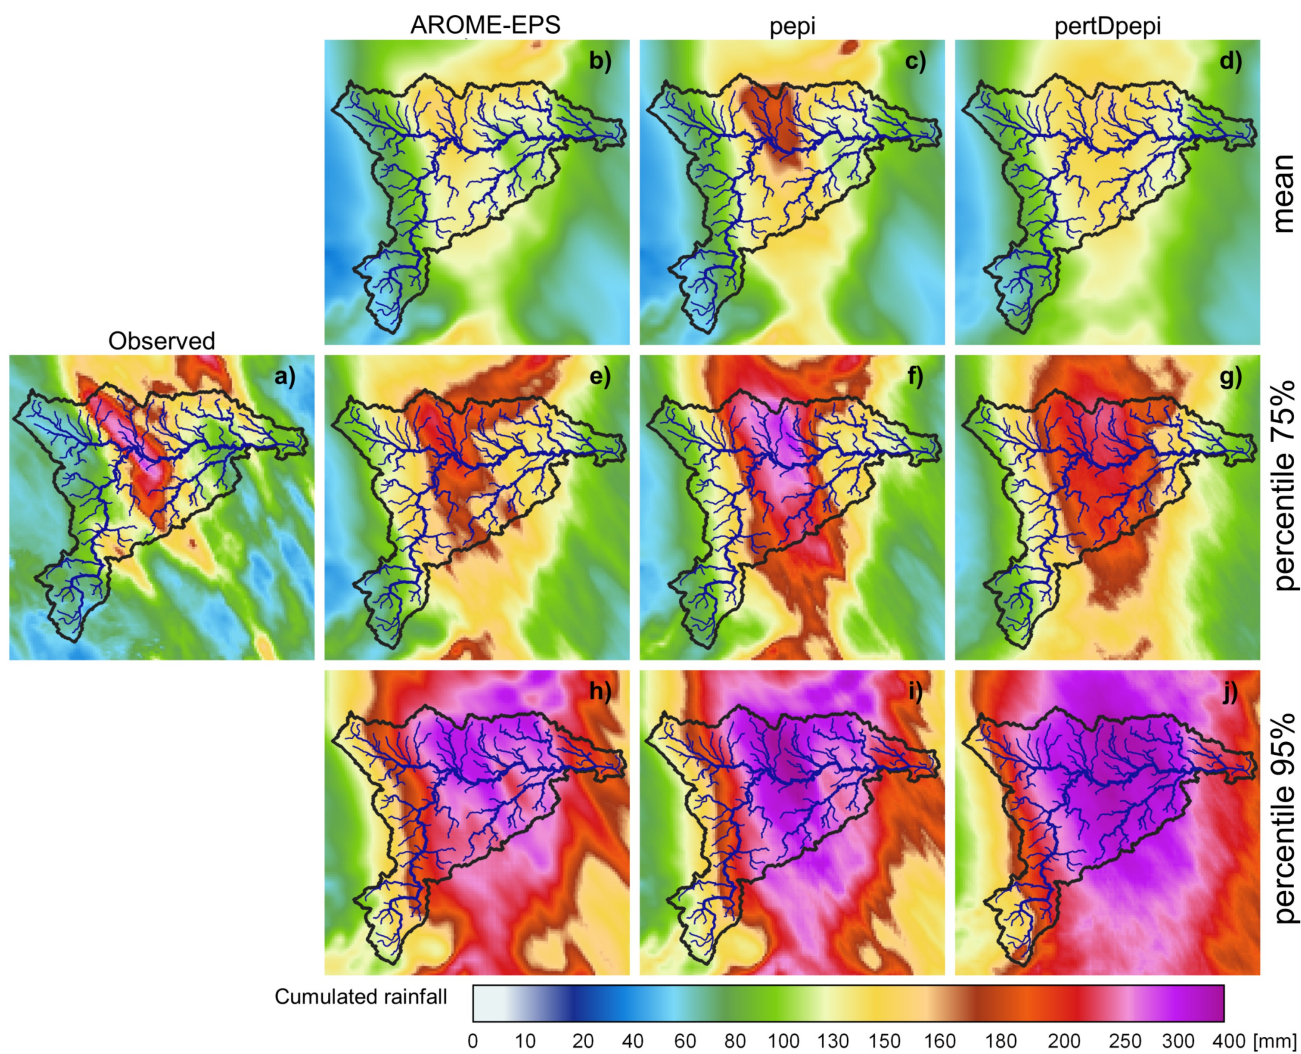 AROME-EPS pepi pertDpepi
b) c) d)
mean
Observed
a) e) f) g)
percentile 75%
h) i) j)
percentile 95%
Cumulated rainfall
0 10 20 40 60 80 100 130 150 160 180 200 250 300 400 [mm]